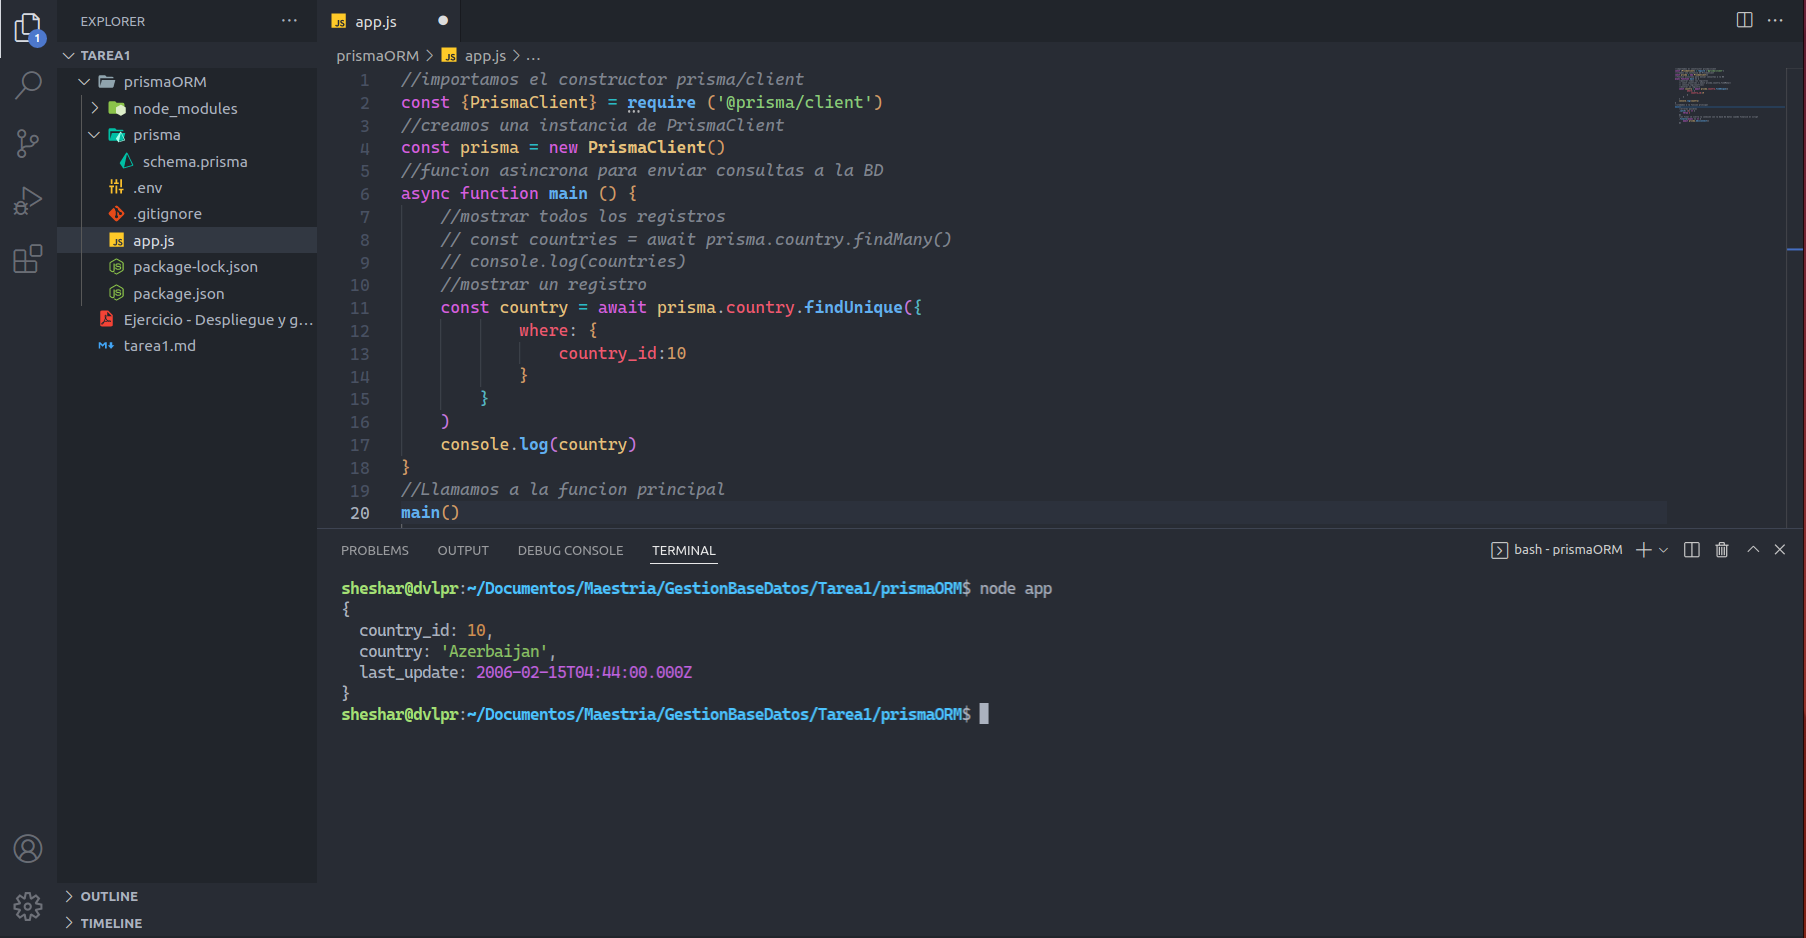 EXPLORER
1
TAREA1
prismaORM
node_modules
prisma
schema.prisma
.env
.gitignore
JS app.js
package-lock.json
package.json
Ejercicio - Despliegue y g...
tarea1.md
OUTLINE
TIMELINE
JS app.js
prismaORM > JS app.js > ...
1 //importamos el constructor prisma/client
2 const {PrismaClient} = require ('@prisma/client')
3 //creamos una instancia de PrismaClient
4 const prisma = new PrismaClient()
5 //funcion asincrona para enviar consultas a la BD
6 async function main () {
7 //mostrar todos los registros
8 // const countries = await prisma.country.findMany()
9 // console.log(countries)
10 //mostrar un registro
11 const country = await prisma.country.findUnique({
12 where: {
13 country_id:10
14 }
15 }
16 )
17 console.log(country)
18 }
19 //Llamamos a la funcion principal
20 main()
PROBLEMS OUTPUT DEBUG CONSOLE TERMINAL bash - prismaORM
sheshar@dvlpr:~/Documentos/Maestria/GestionBaseDatos/Tarea1/prismaORM$ node app
{
country_id: 10,
country: 'Azerbaijan',
last_update: 2006-02-15T04:44:00.000Z
}
sheshar@dvlpr:~/Documentos/Maestria/GestionBaseDatos/Tarea1/prismaORM$